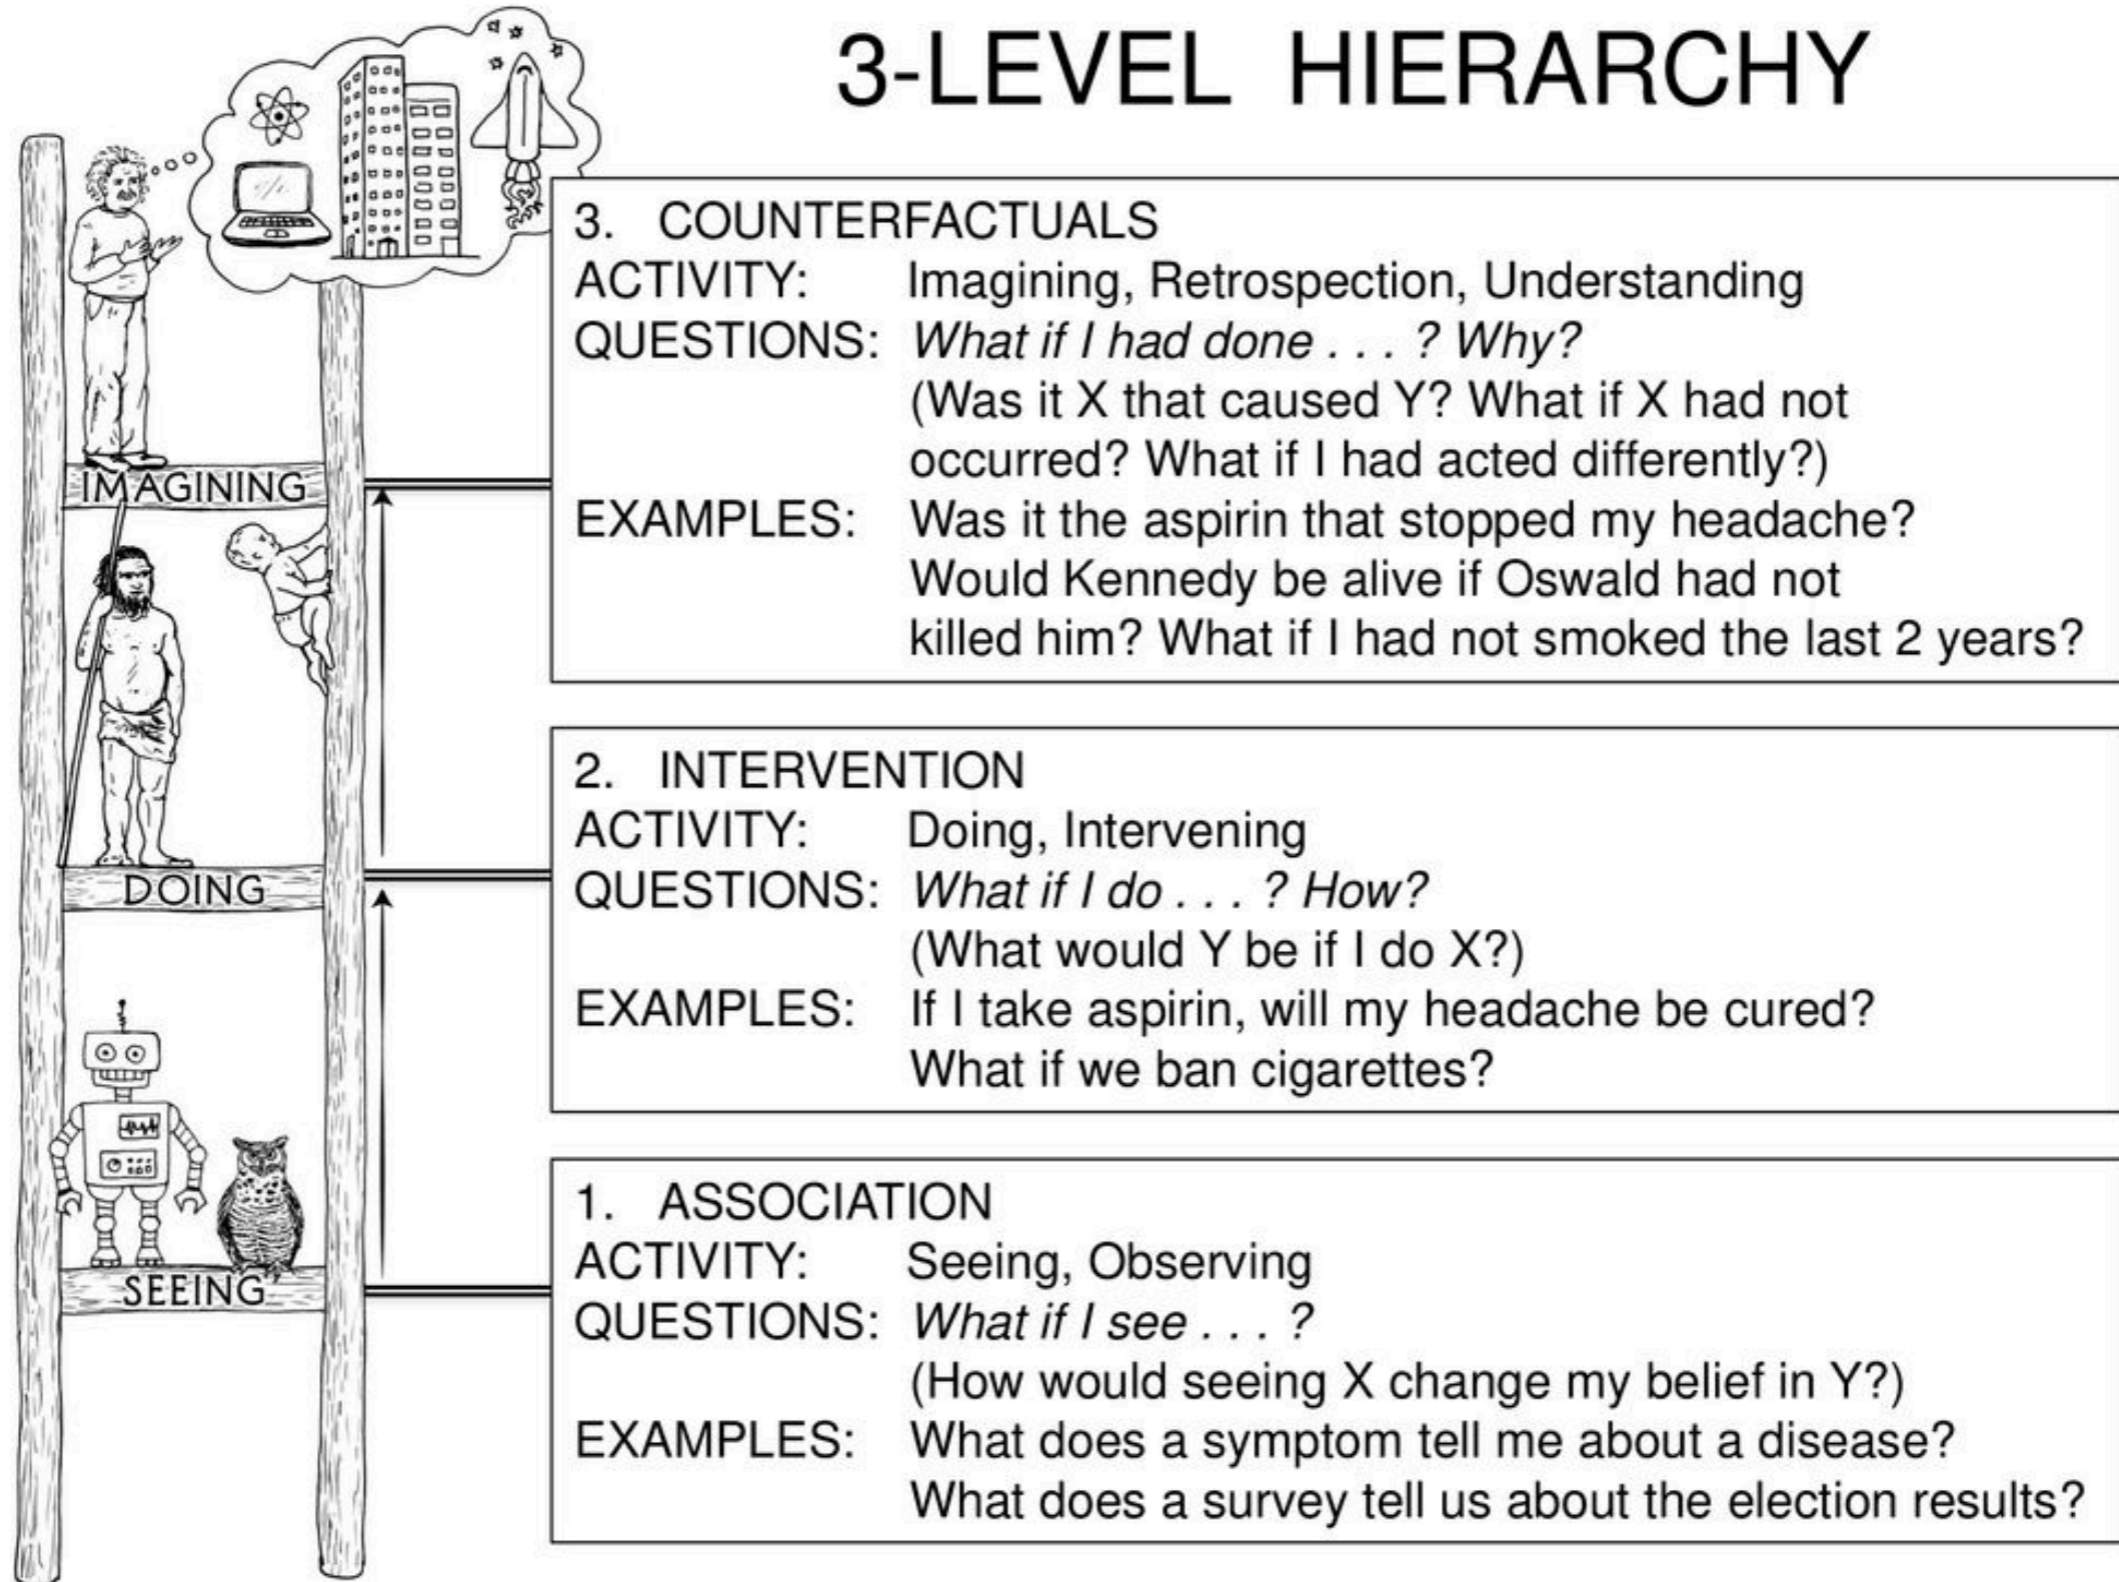 3-LEVEL HIERARCHY
3. COUNTERFACTUALS
ACTIVITY: Imagining, Retrospection, Understanding
QUESTIONS: What if I had done . . . ? Why?
(Was it X that caused Y? What if X had not
occurred? What if I had acted differently?)
EXAMPLES: Was it the aspirin that stopped my headache?
Would Kennedy be alive if Oswald had not
killed him? What if I had not smoked the last 2 years?
IMAGINING
2. INTERVENTION
ACTIVITY: Doing, Intervening
QUESTIONS: What if I do . . . ? How?
(What would Y be if I do X?)
EXAMPLES: If I take aspirin, will my headache be cured?
What if we ban cigarettes?
DOING
1. ASSOCIATION
ACTIVITY: Seeing, Observing
QUESTIONS: What if I see . . . ?
(How would seeing X change my belief in Y?)
EXAMPLES: What does a symptom tell me about a disease?
What does a survey tell us about the election results?
SEEING